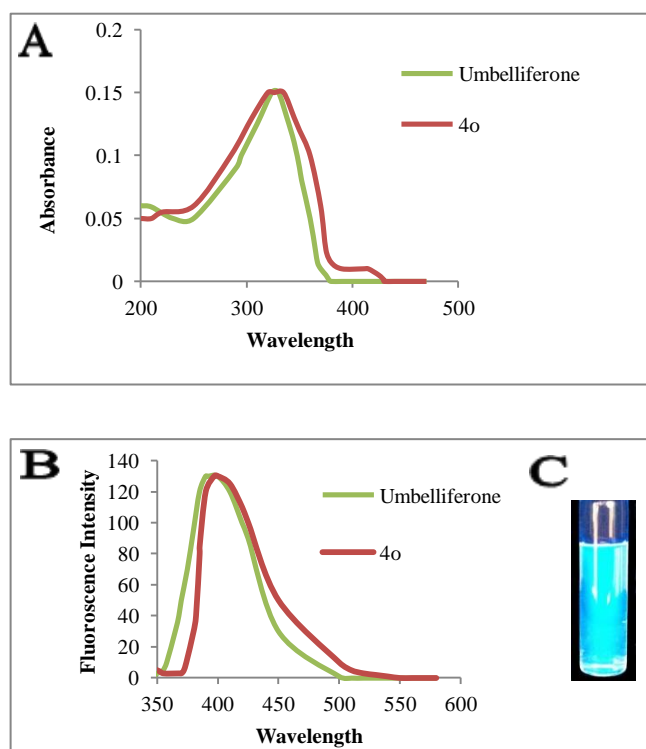 A
Absorbance
0.2
0.15
0.1
0.05
0
200 300 400 500
Wavelength
Umbelliferone
4o
B
Fluoroscence Intensity
140
120
100
80
60
40
20
0
350 400 450 500 550 600
Wavelength
Umbelliferone
4o
C